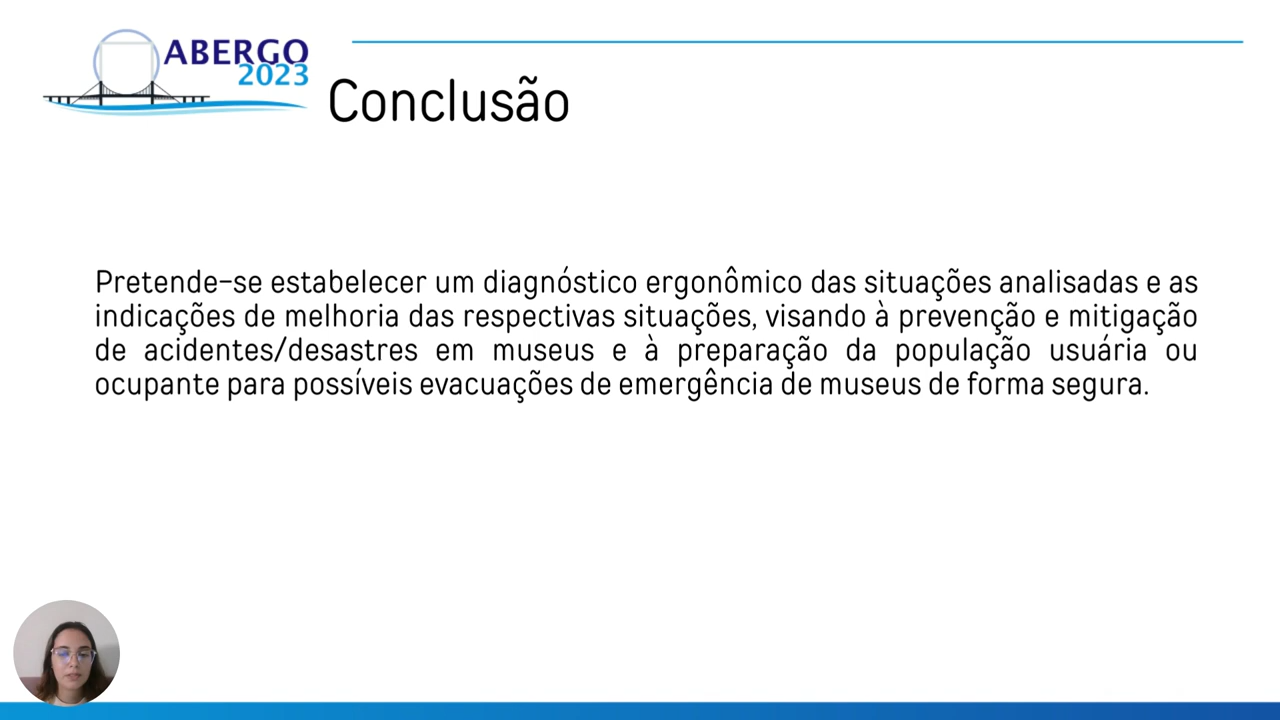 ABERGO
2023
Conclusão
Pretende-se estabelecer um diagnóstico ergonômico das situações analisadas e as
indicações de melhoria das respectivas situações, visando à prevenção e mitigação
de acidentes/desastres em museus e à preparação da população usuária ou
ocupante para possíveis evacuações de emergência de museus de forma segura.